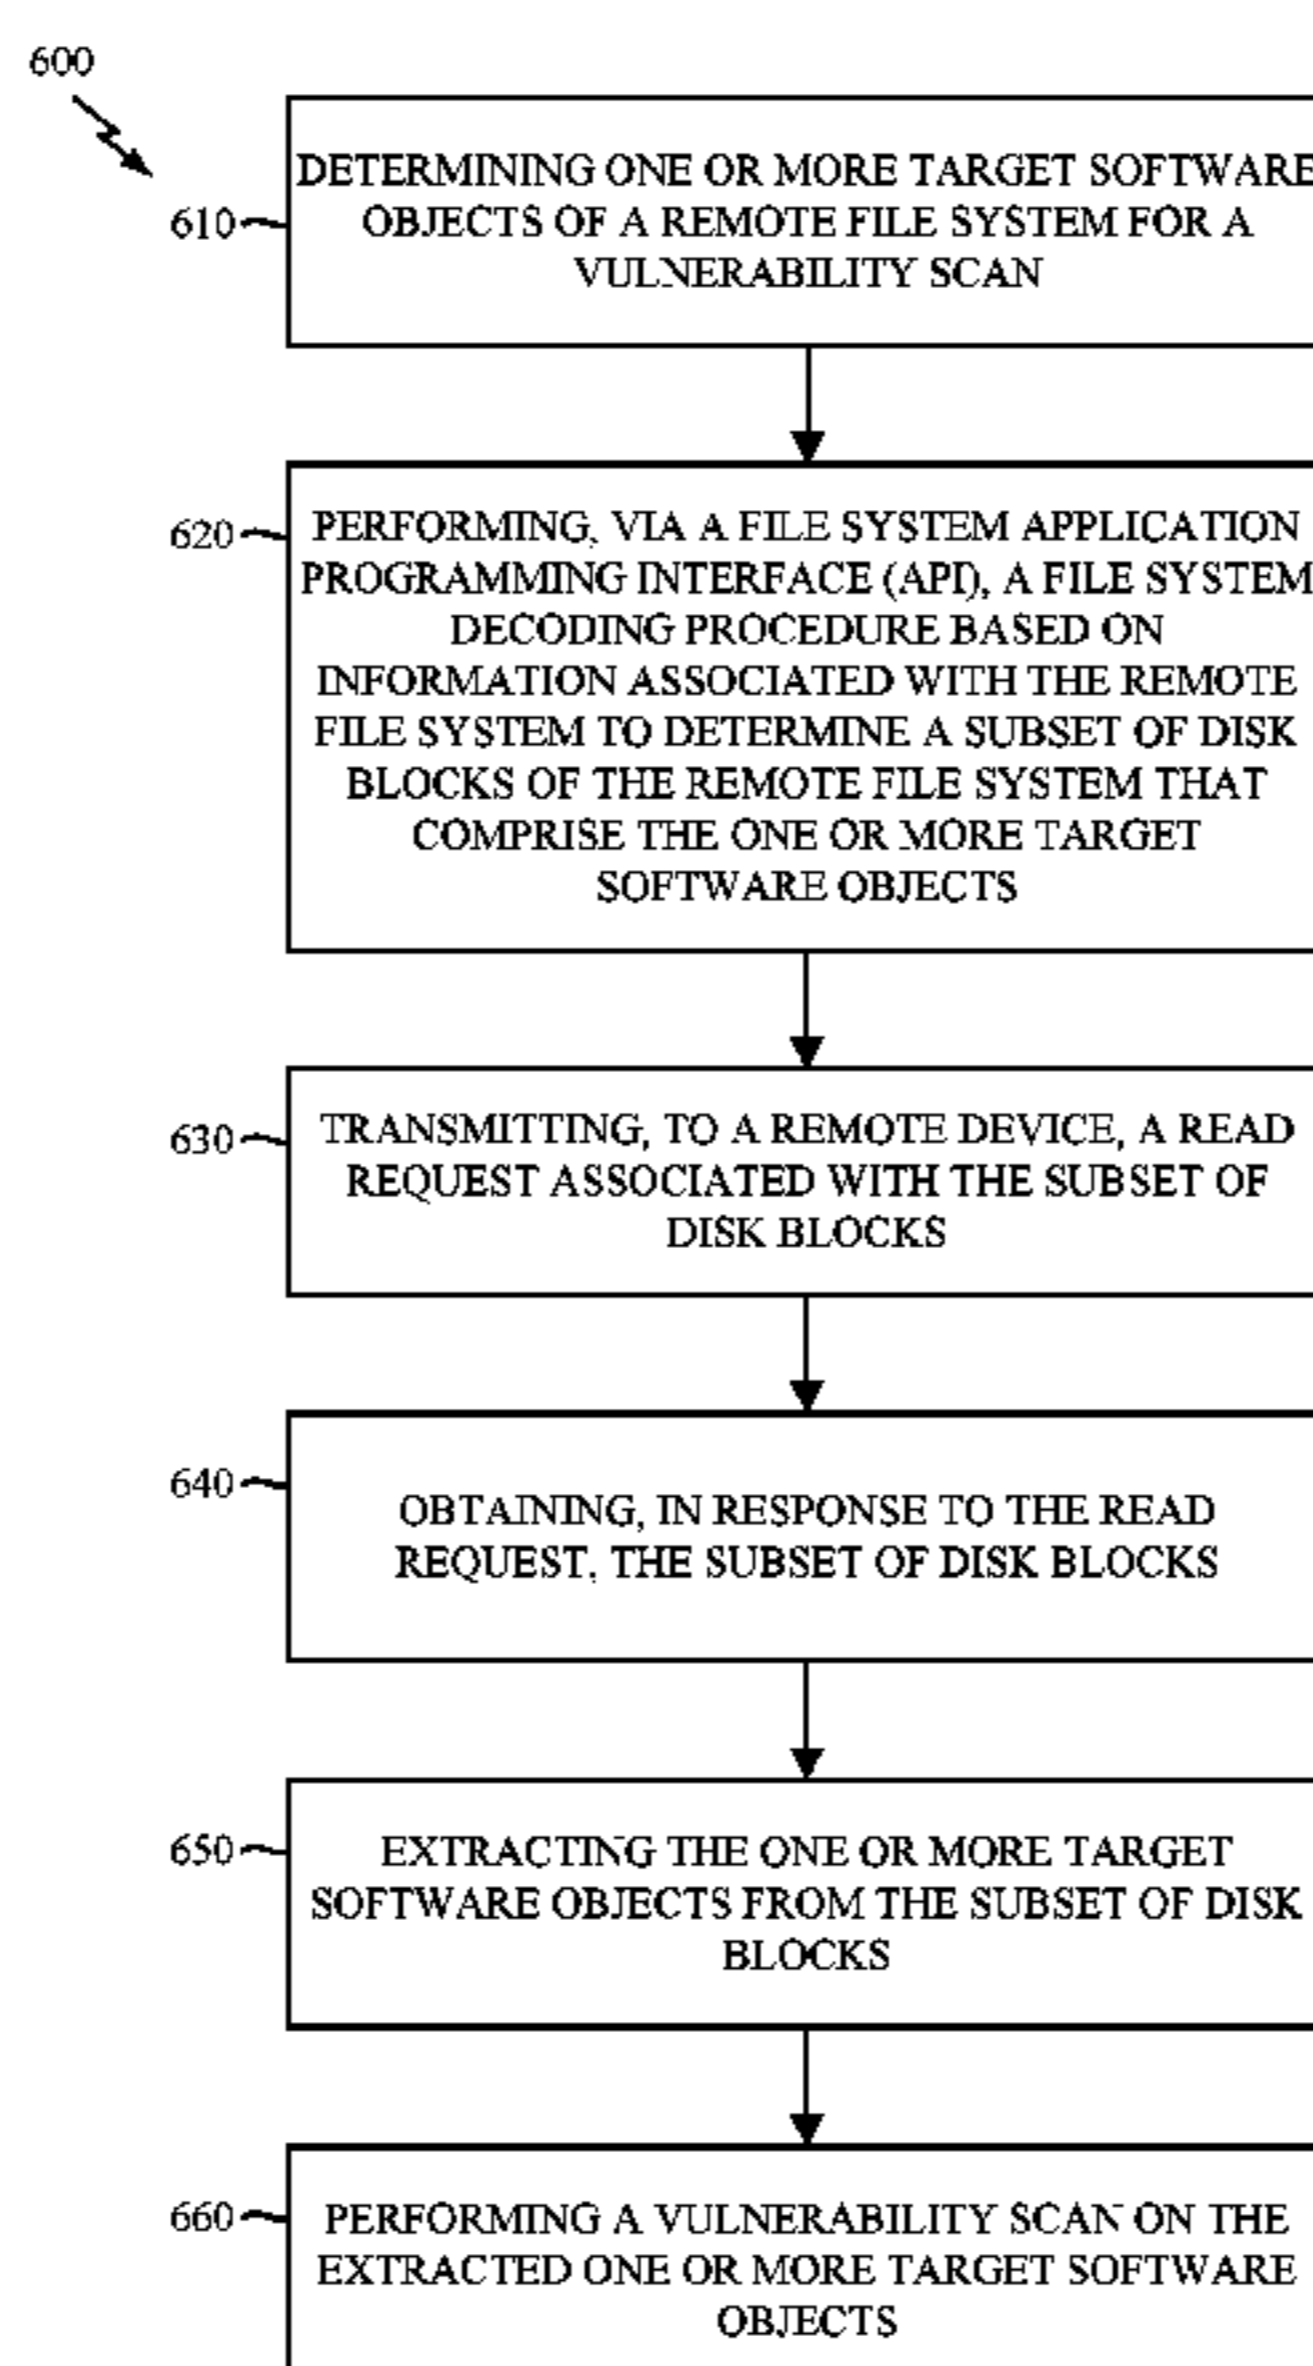 600
610
DETERMINING ONE OR MORE TARGET SOFTWARE
OBJECTS OF A REMOTE FILE SYSTEM FOR A
VULNERABILITY SCAN
620
PERFORMING, VIA A FILE SYSTEM APPLICATION
PROGRAMMING INTERFACE (API), A FILE SYSTEM
DECODING PROCEDURE BASED ON
INFORMATION ASSOCIATED WITH THE REMOTE
FILE SYSTEM TO DETERMINE A SUBSET OF DISK
BLOCKS OF THE REMOTE FILE SYSTEM THAT
COMPRISE THE ONE OR MORE TARGET
SOFTWARE OBJECTS
630
TRANSMITTING, TO A REMOTE DEVICE, A READ
REQUEST ASSOCIATED WITH THE SUBSET OF
DISK BLOCKS
640
OBTAINING, IN RESPONSE TO THE READ
REQUEST, THE SUBSET OF DISK BLOCKS
650
EXTRACTING THE ONE OR MORE TARGET
SOFTWARE OBJECTS FROM THE SUBSET OF DISK
BLOCKS
660
PERFORMING A VULNERABILITY SCAN ON THE
EXTRACTED ONE OR MORE TARGET SOFTWARE
OBJECTS